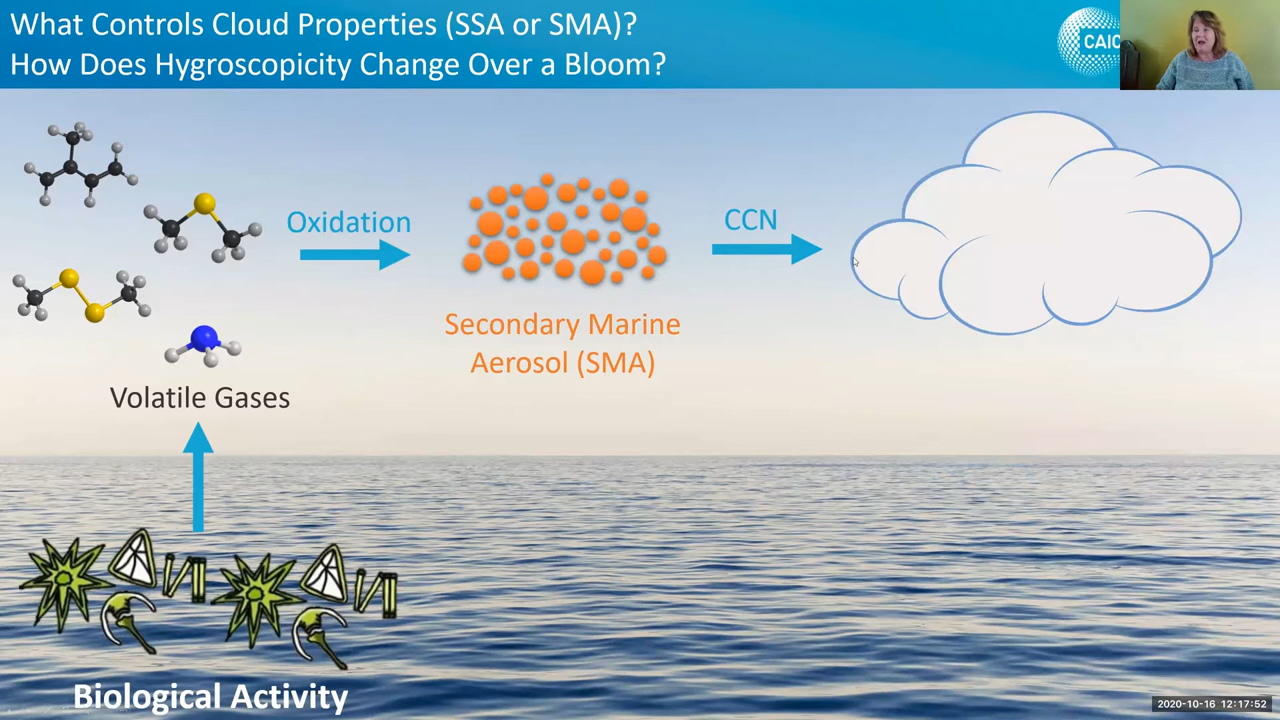 What Controls Cloud Properties (SSA or SMA)?
How Does Hygroscopicity Change Over a Bloom?
CAIC
Oxidation
CCN
Secondary Marine
Aerosol (SMA)
Volatile Gases
Biological Activity
2020-10-16 12:17:52